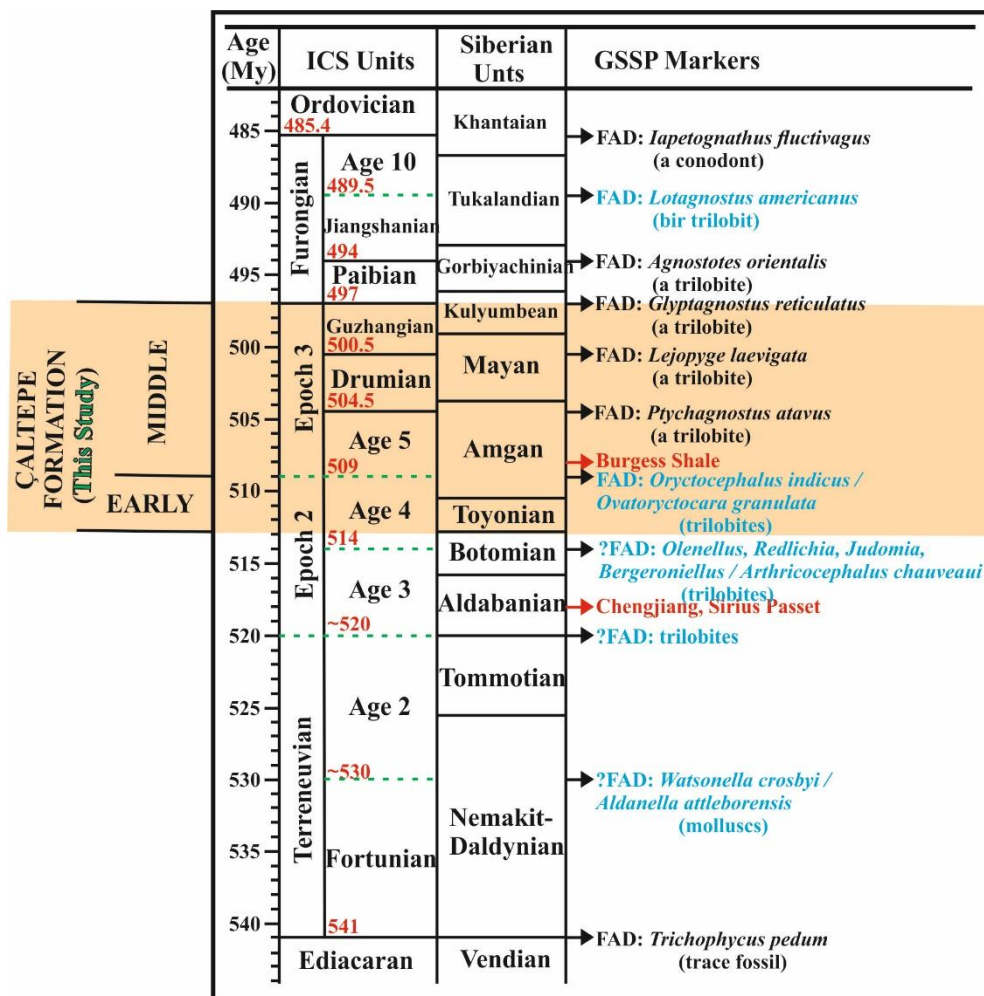 Age
(My)
ICS Units
Siberian
Unts
GSSP Markers
485
490
495
500
505
510
515
520
525
530
535
540
ÇALTEPE
FORMATION
(This Study)
MIDDLE
EARLY
Ordovician
485.4
Furongian
Age 10
489.5
Jiangshanian
494
Paibian
497
Epoch 3
Guzhangian
500.5
Drumian
504.5
Age 5
509
Epoch 2
Age 4
514
Age 3
~520
Terreneuvian
Age 2
~530
Fortunian
541
Ediacaran
Khantaian
Tukalandian
Gorbiyachinian
Kulyumbean
Mayan
Amgan
Toyonian
Botomian
Aldabanian
Tommotian
Nemakit-
Daldynian
Vendian
FAD: Iapetognathus fluctivagus
(a conodont)
FAD: Lotagnostus americanus
(bir trilobit)
FAD: Agnostotes orientalis
(a trilobite)
FAD: Glyptagnostus reticulatus
(a trilobite)
FAD: Lejopyge laevigata
(a trilobite)
FAD: Ptychagnostus atavus
(a trilobite)
Burgess Shale
FAD: Oryctocephalus indicus /
Ovatoryctocara granulata
(trilobites)
?FAD: Olenellus, Redlichia, Judomia,
Bergeroniellus / Arthricocephalus chauveaui
(trilobites)
Chengjiang, Sirius Passet
?FAD: trilobites
?FAD: Watsonella crosbyi /
Aldanella attleborensis
(molluscs)
FAD: Trichophycus pedum
(trace fossil)